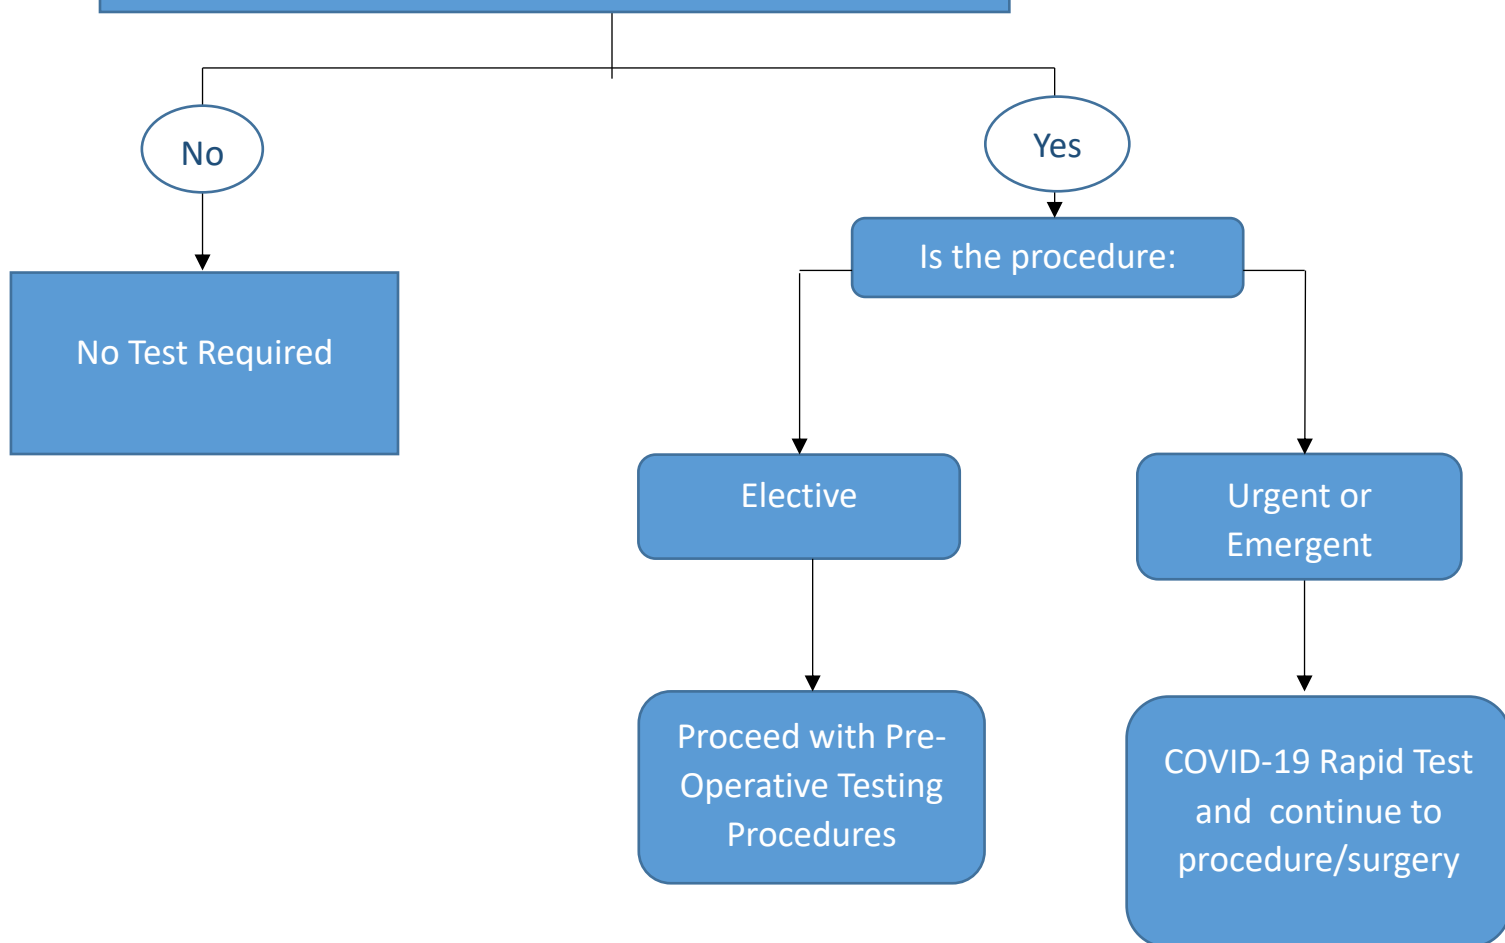 No
Yes
Is the procedure:
No Test Required
Elective
Urgent or
Emergent
Proceed with Pre-
Operative Testing
Procedures
COVID-19 Rapid Test
and  continue to
procedure/surgery